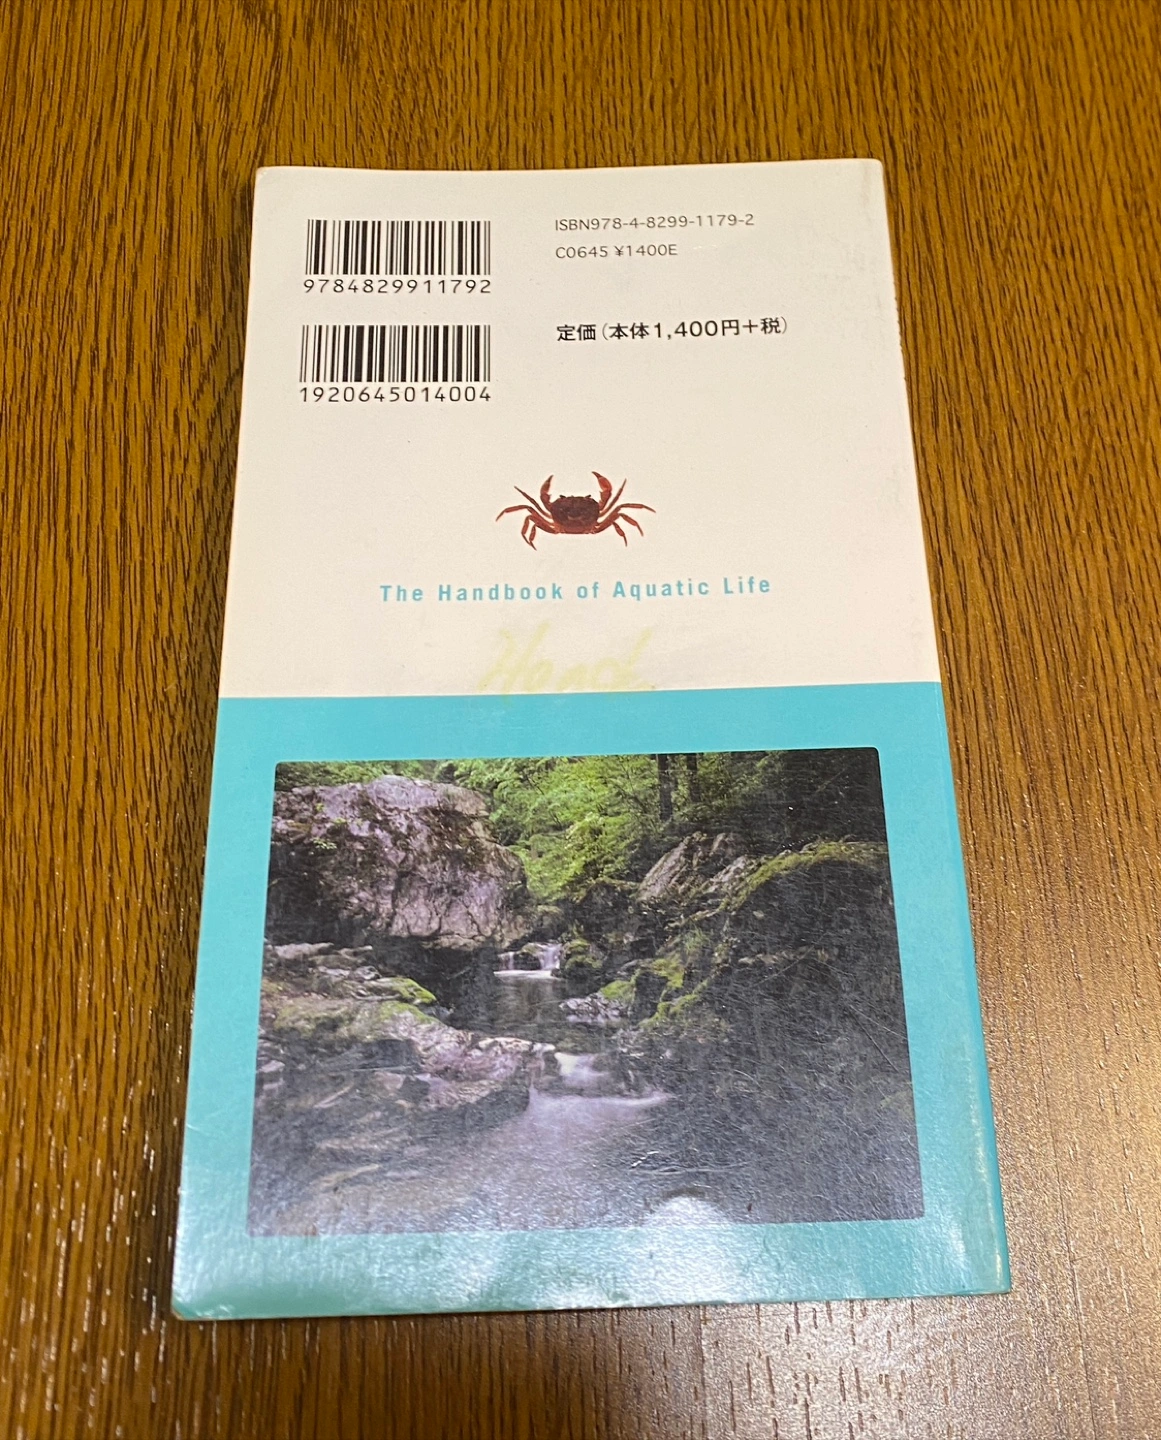 ISBN978-4-8299-1179-2
C0645 ¥1400E
9784829911792
定価(本体1,400円+税)
1920645014004
The Handbook of Aquatic Life